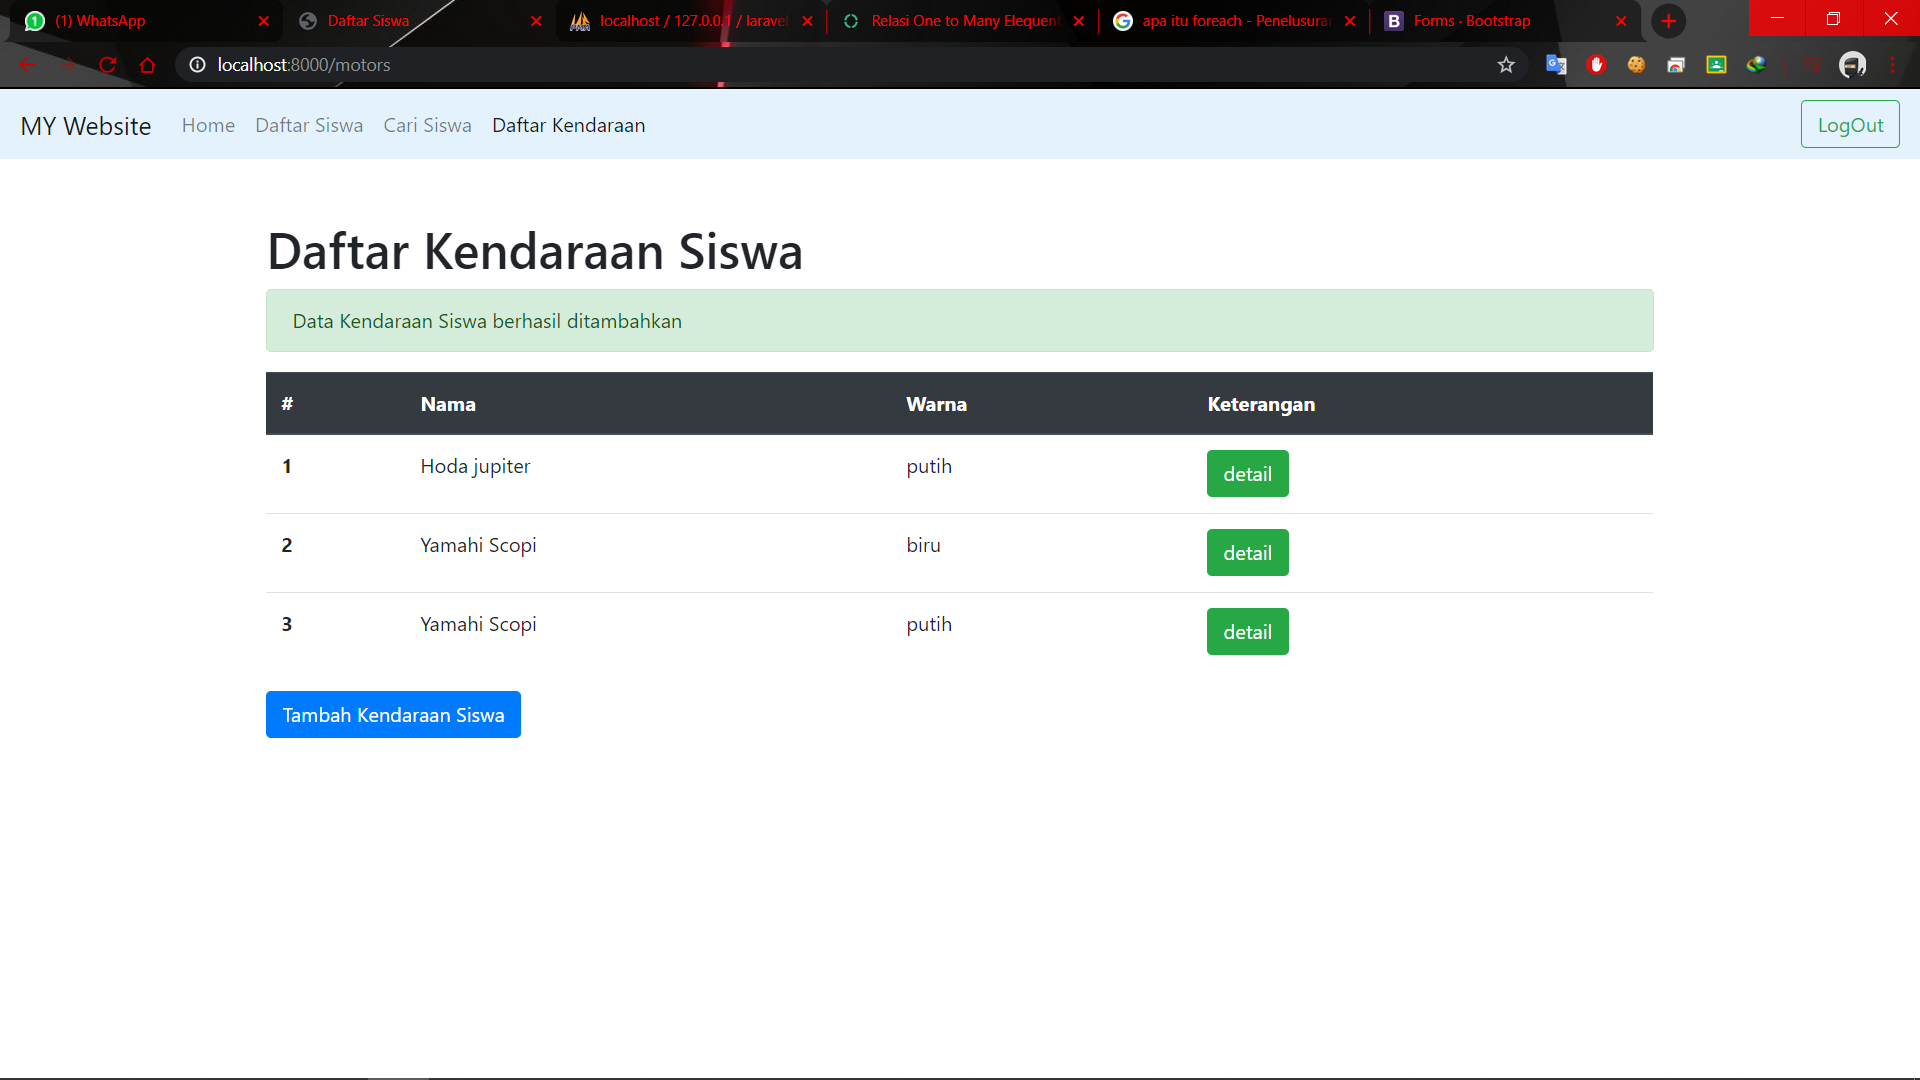 (1) WhatsApp
Daftar Siswa
localhost / 127.0.0.1 / laravel
Relasi One to Many Elequent
apa itu foreach - Penelusuran
Forms · Bootstrap
localhost:8000/motors
MY Website Home Daftar Siswa Cari Siswa Daftar Kendaraan LogOut
Daftar Kendaraan Siswa
Data Kendaraan Siswa berhasil ditambahkan
# Nama Warna Keterangan
1 Hoda jupiter putih detail
2 Yamahi Scopi biru detail
3 Yamahi Scopi putih detail
Tambah Kendaraan Siswa